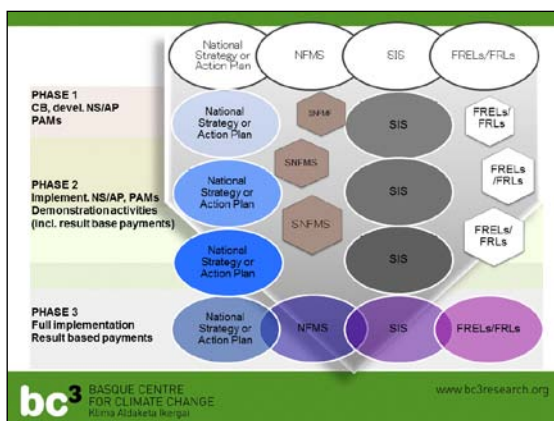 National
Strategy or
Action Plan
NFMS
SIS
FRELs/FRLs
PHASE 1
CB, devel. NS/AP
PAMs
National
Strategy or
Action Plan
SIS
FRELs/
FRLs
PHASE 2
Implement. NS/AP, PAMs
Demonstration activities
(incl. result base payments)
National
Strategy or
Action Plan
SNFMS
SIS
FRELs
/FRLs
SNFMS
FRELs/
FRLs
National
Strategy or
Action Plan
SIS
PHASE 3
Full implementation
Result based payments
National
Strategy or
Action Plan
NFMS
SIS
FRELs/FRLs
bc3
BASQUE CENTRE
FOR CLIMATE CHANGE
Klima Aldaketa Ikergai
www.bc3research.org